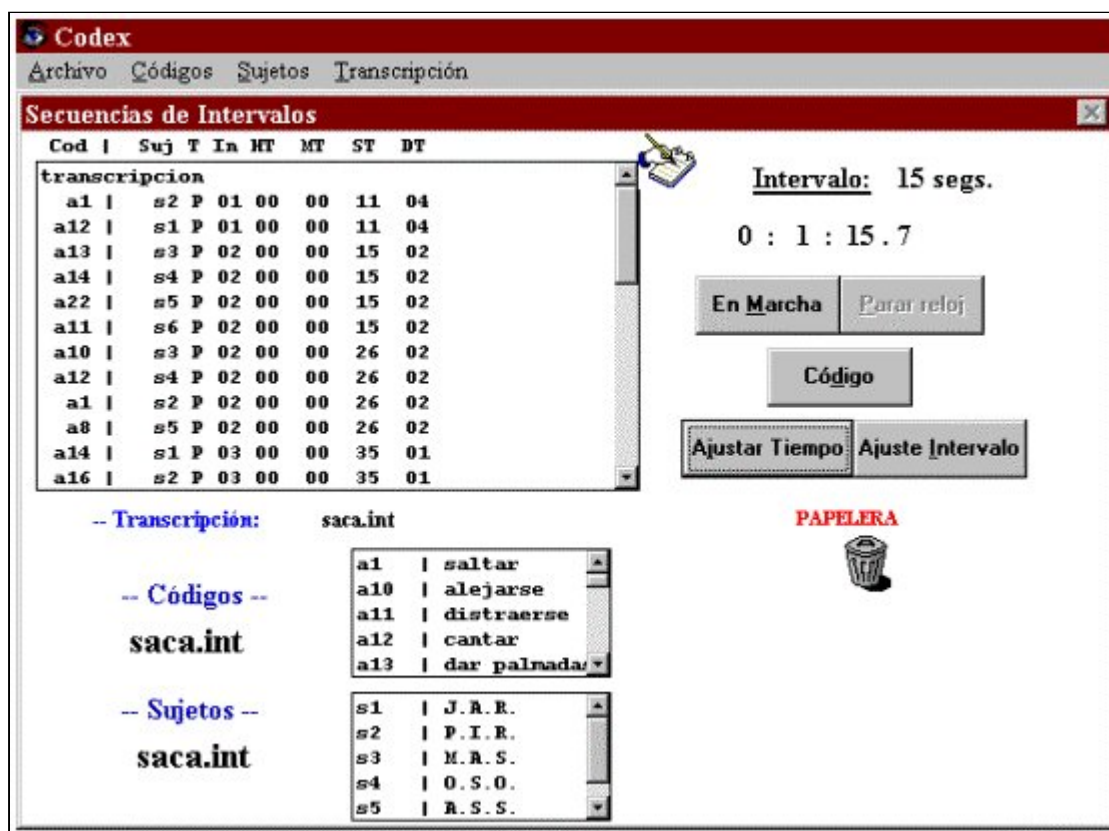 Codex
Archivo Códigos Sujetos Transcripción
Secuencias de Intervalos
Cod | Suj T In HT MT ST DT
transcripcion
a1 | s2 P 01 00 00 11 04
a12 | s1 P 01 00 00 11 04
a13 | s3 P 02 00 00 15 02
a14 | s4 P 02 00 00 15 02
a22 | s5 P 02 00 00 15 02
a11 | s6 P 02 00 00 15 02
a10 | s3 P 02 00 00 26 02
a12 | s4 P 02 00 00 26 02
a1 | s2 P 02 00 00 26 02
a8 | s5 P 02 00 00 26 02
a14 | s1 P 03 00 00 35 01
a16 | s2 P 03 00 00 35 01
Intervalo: 15 segs.
0 : 1 : 15 . 7
En Marcha Parar reloj
Código
Ajustar Tiempo Ajuste Intervalo
-- Transcripción: saca.int
PAPELERA
-- Códigos --
saca.int
a1 | saltar
a10 | alejarse
a11 | distraerse
a12 | cantar
a13 | dar palmadas
-- Sujetos --
saca.int
s1 | J.A.R.
s2 | P.I.R.
s3 | M.A.S.
s4 | O.S.O.
s5 | A.S.S.